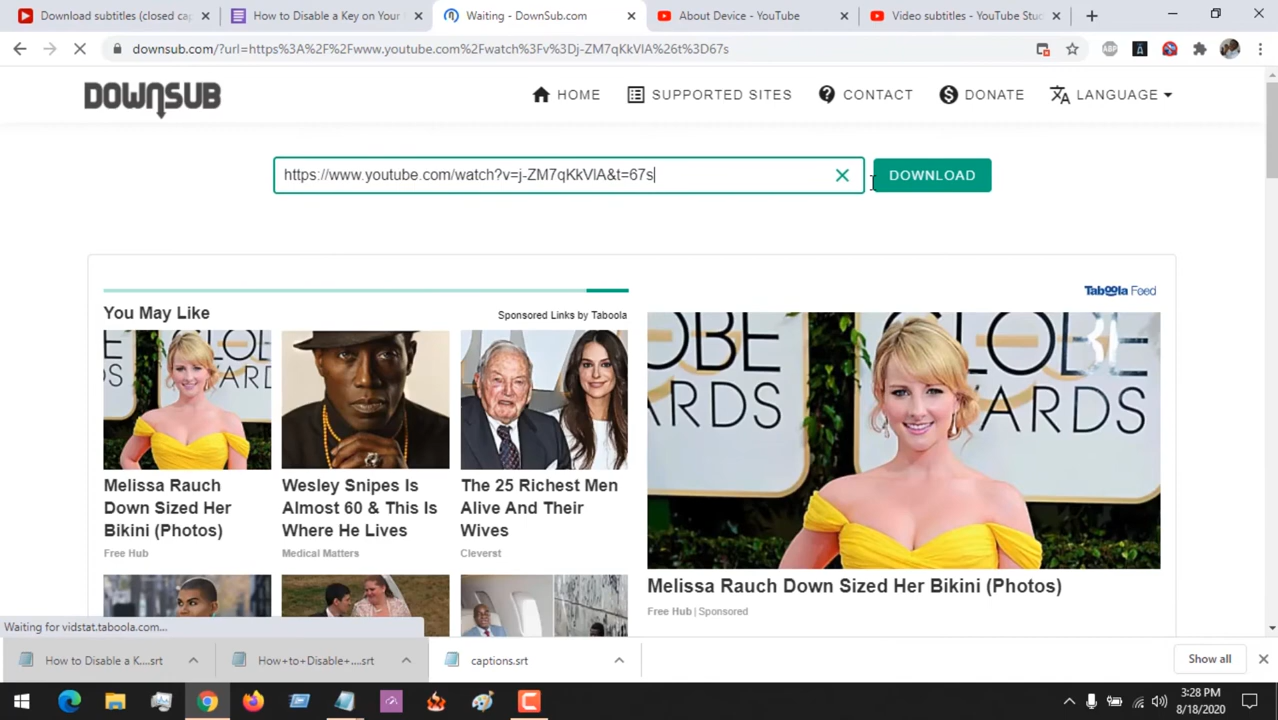 Download subtitles (closed cap
How to Disable a Key on Your
Waiting - DownSub.com
About Device - YouTube
Video subtitles - YouTube Stu
downsub.com/?url=https%3A%2F%2Fwww.youtube.com%2Fwatch%3Fv%3Dj-ZM7qKkVlA%26t%3D67s
ABP
DOWNSUB
HOME
SUPPORTED SITES
CONTACT
DONATE
LANGUAGE
https://www.youtube.com/watch?v=j-ZM7qKkVlA&t=67s
DOWNLOAD
Taboola Feed
You May Like
Sponsored Links by Taboola
Melissa Rauch
Down Sized Her
Bikini (Photos)
Free Hub
Wesley Snipes Is
Almost 60 & This Is
Where He Lives
Medical Matters
The 25 Richest Men
Alive And Their
Wives
Cleverst
GLOBE
AWARDS
Melissa Rauch Down Sized Her Bikini (Photos)
Free Hub | Sponsored
Waiting for vidstat.taboola.com...
How to Disable a K....srt
How+to+Disable+....srt
captions.srt
Show all
3:28 PM
8/18/2020